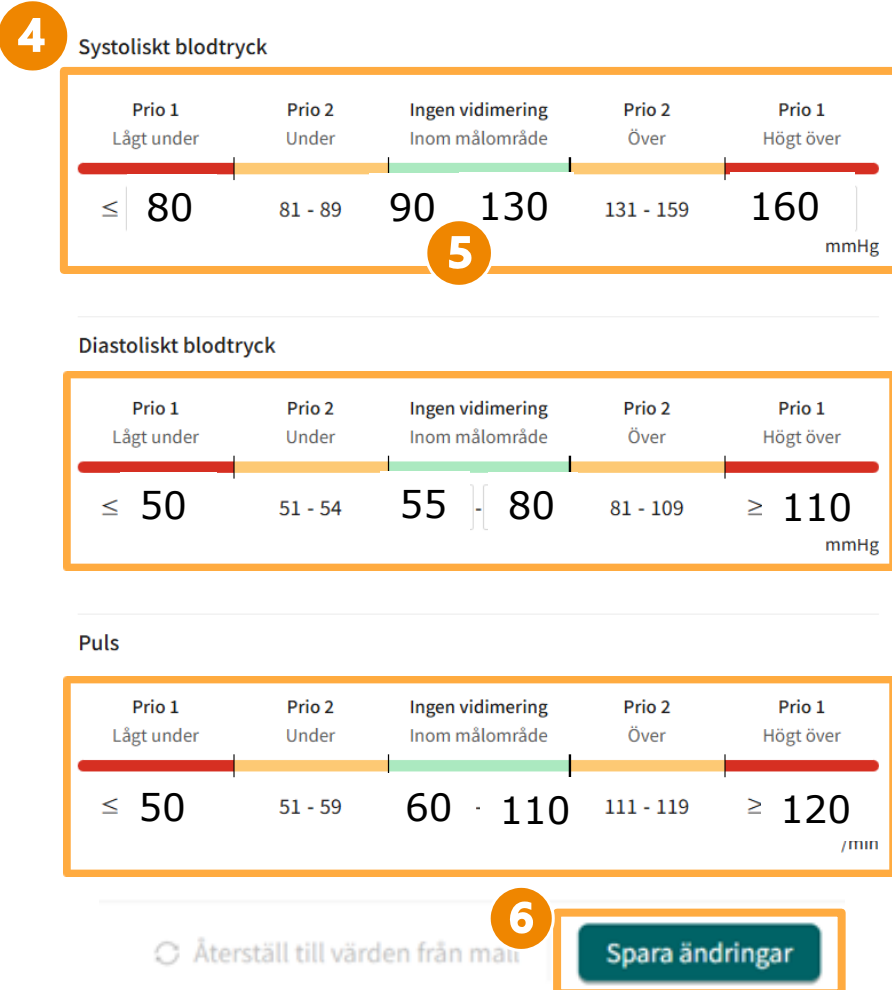 4
Systoliskt blodtryck
Prio 1 Prio 2 Ingen vidimering Prio 2 Prio 1
Lågt under Under Inom målområde Över Högt över
≤ 80 81 - 89 90 130 131 - 159 160
5
mmHg
Diastoliskt blodtryck
Prio 1 Prio 2 Ingen vidimering Prio 2 Prio 1
Lågt under Under Inom målområde Över Högt över
≤ 50 51 - 54 55 - 80 81 - 109 ≥ 110
mmHg
Puls
Prio 1 Prio 2 Ingen vidimering Prio 2 Prio 1
Lågt under Under Inom målområde Över Högt över
≤ 50 51 - 59 60 - 110 111 - 119 ≥ 120
/min
6
Återställ till värden från mall Spara ändringar